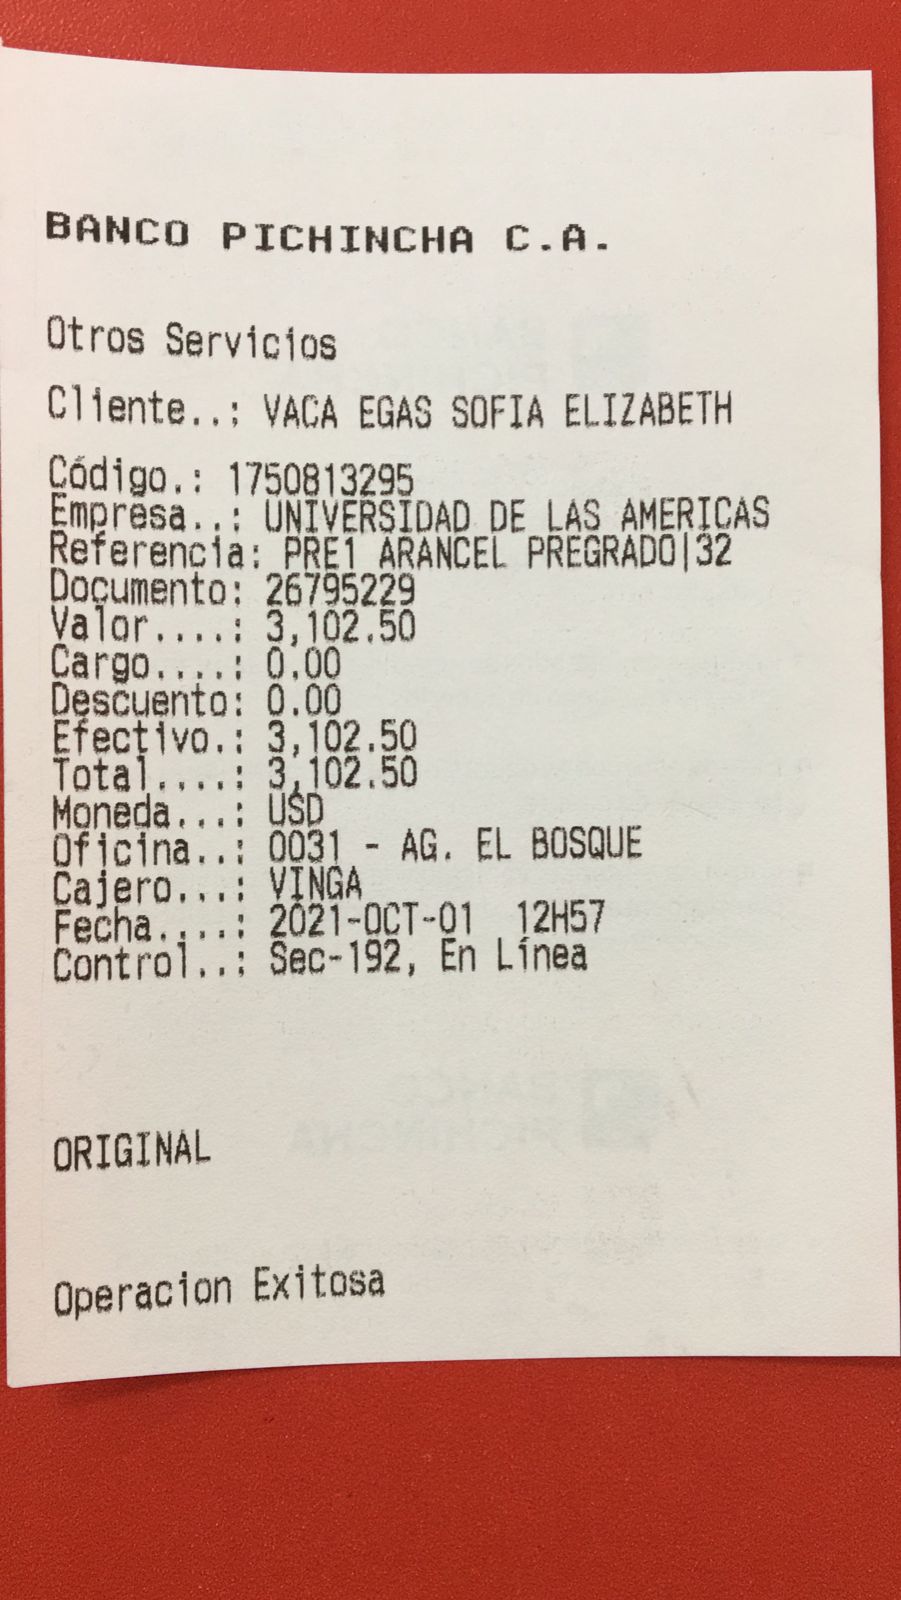 BANCO PICHINCHA C.A.
Otros Servicios
Cliente..: VACA EGAS SOFIA ELIZABETH
Código.: 1750813295
Empresa..: UNIVERSIDAD DE LAS AMERICAS
Referencia: PRE1 ARANCEL PREGRADO|32
Documento: 26795229
Valor....: 3,102.50
Cargo....: 0.00
Descuento: 0.00
Efectivo.: 3,102.50
Total....: 3,102.50
Moneda...: USD
Oficina..: 0031 - AG. EL BOSQUE
Cajero...: VINGA
Fecha....: 2021-OCT-01 12H57
Control..: Sec-192, En Línea
ORIGINAL
Operacion Exitosa